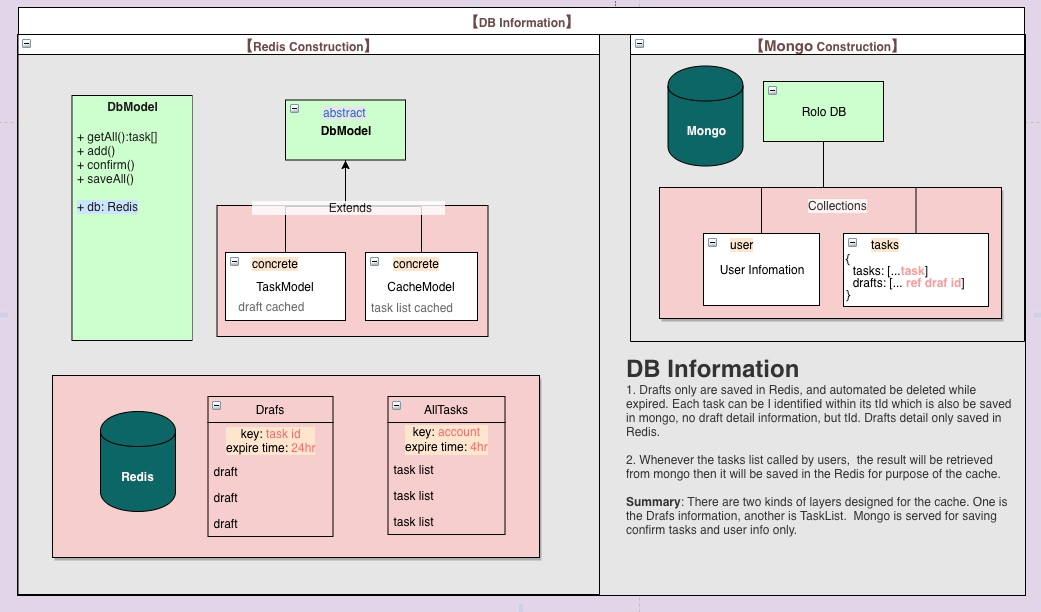 【DB Information】
【Redis Construction】
DbModel
+ getAll():task[]
+ add()
+ confirm()
+ saveAll()
+ db: Redis
abstract
DbModel
Extends
concrete
TaskModel
draft cached
concrete
CacheModel
task list cached
Redis
Drafs
key: task id
expire time: 24hr
draft
draft
draft
AllTasks
key: account
expire time: 4hr
task list
task list
task list
【Mongo Construction】
Mongo
Rolo DB
Collections
user
User Infomation
tasks
{
tasks: [...task]
drafts: [... ref draf id]
}
DB Information
1. Drafts only are saved in Redis, and automated be deleted while
expired. Each task can be I identified within its tId which is also be saved
in mongo, no draft detail information, but tId. Drafts detail only saved in
Redis.
2. Whenever the tasks list called by users, the result will be retrieved
from mongo then it will be saved in the Redis for purpose of the cache.
Summary: There are two kinds of layers designed for the cache. One is
the Drafs information, another is TaskList. Mongo is served for saving
confirm tasks and user info only.